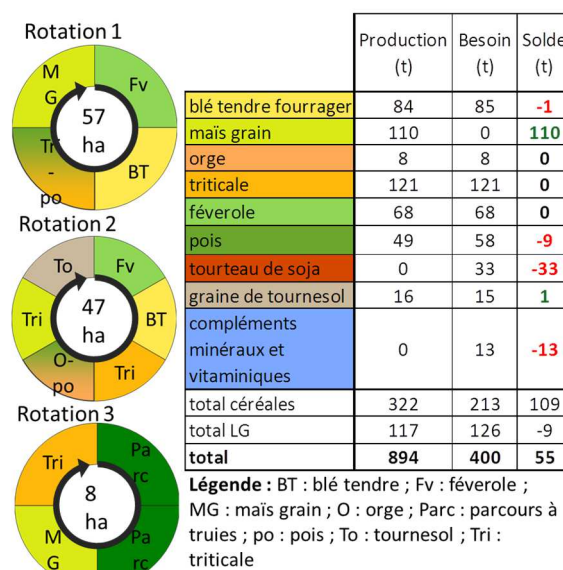 Rotation 1
M
G
Fv
57
ha
Tri
-
po
BT
Rotation 2
To
Fv
Tri
47
ha
BT
O-
po
Tri
Rotation 3
Tri
Pa
rc
8
ha
M
G
Pa
rc
Production (t) Besoin (t) Solde (t)
blé tendre fourrager 84 85 -1
maïs grain 110 0 110
orge 8 8 0
triticale 121 121 0
féverole 68 68 0
pois 49 58 -9
tourteau de soja 0 33 -33
graine de tournesol 16 15 1
compléments
minéraux et
vitaminiques 0 13 -13
total céréales 322 213 109
total LG 117 126 -9
total 894 400 55
Légende : BT : blé tendre ; Fv : féverole ;
MG : maïs grain ; O : orge ; Parc : parcours à
truies ; po : pois ; To : tournesol ; Tri :
triticale